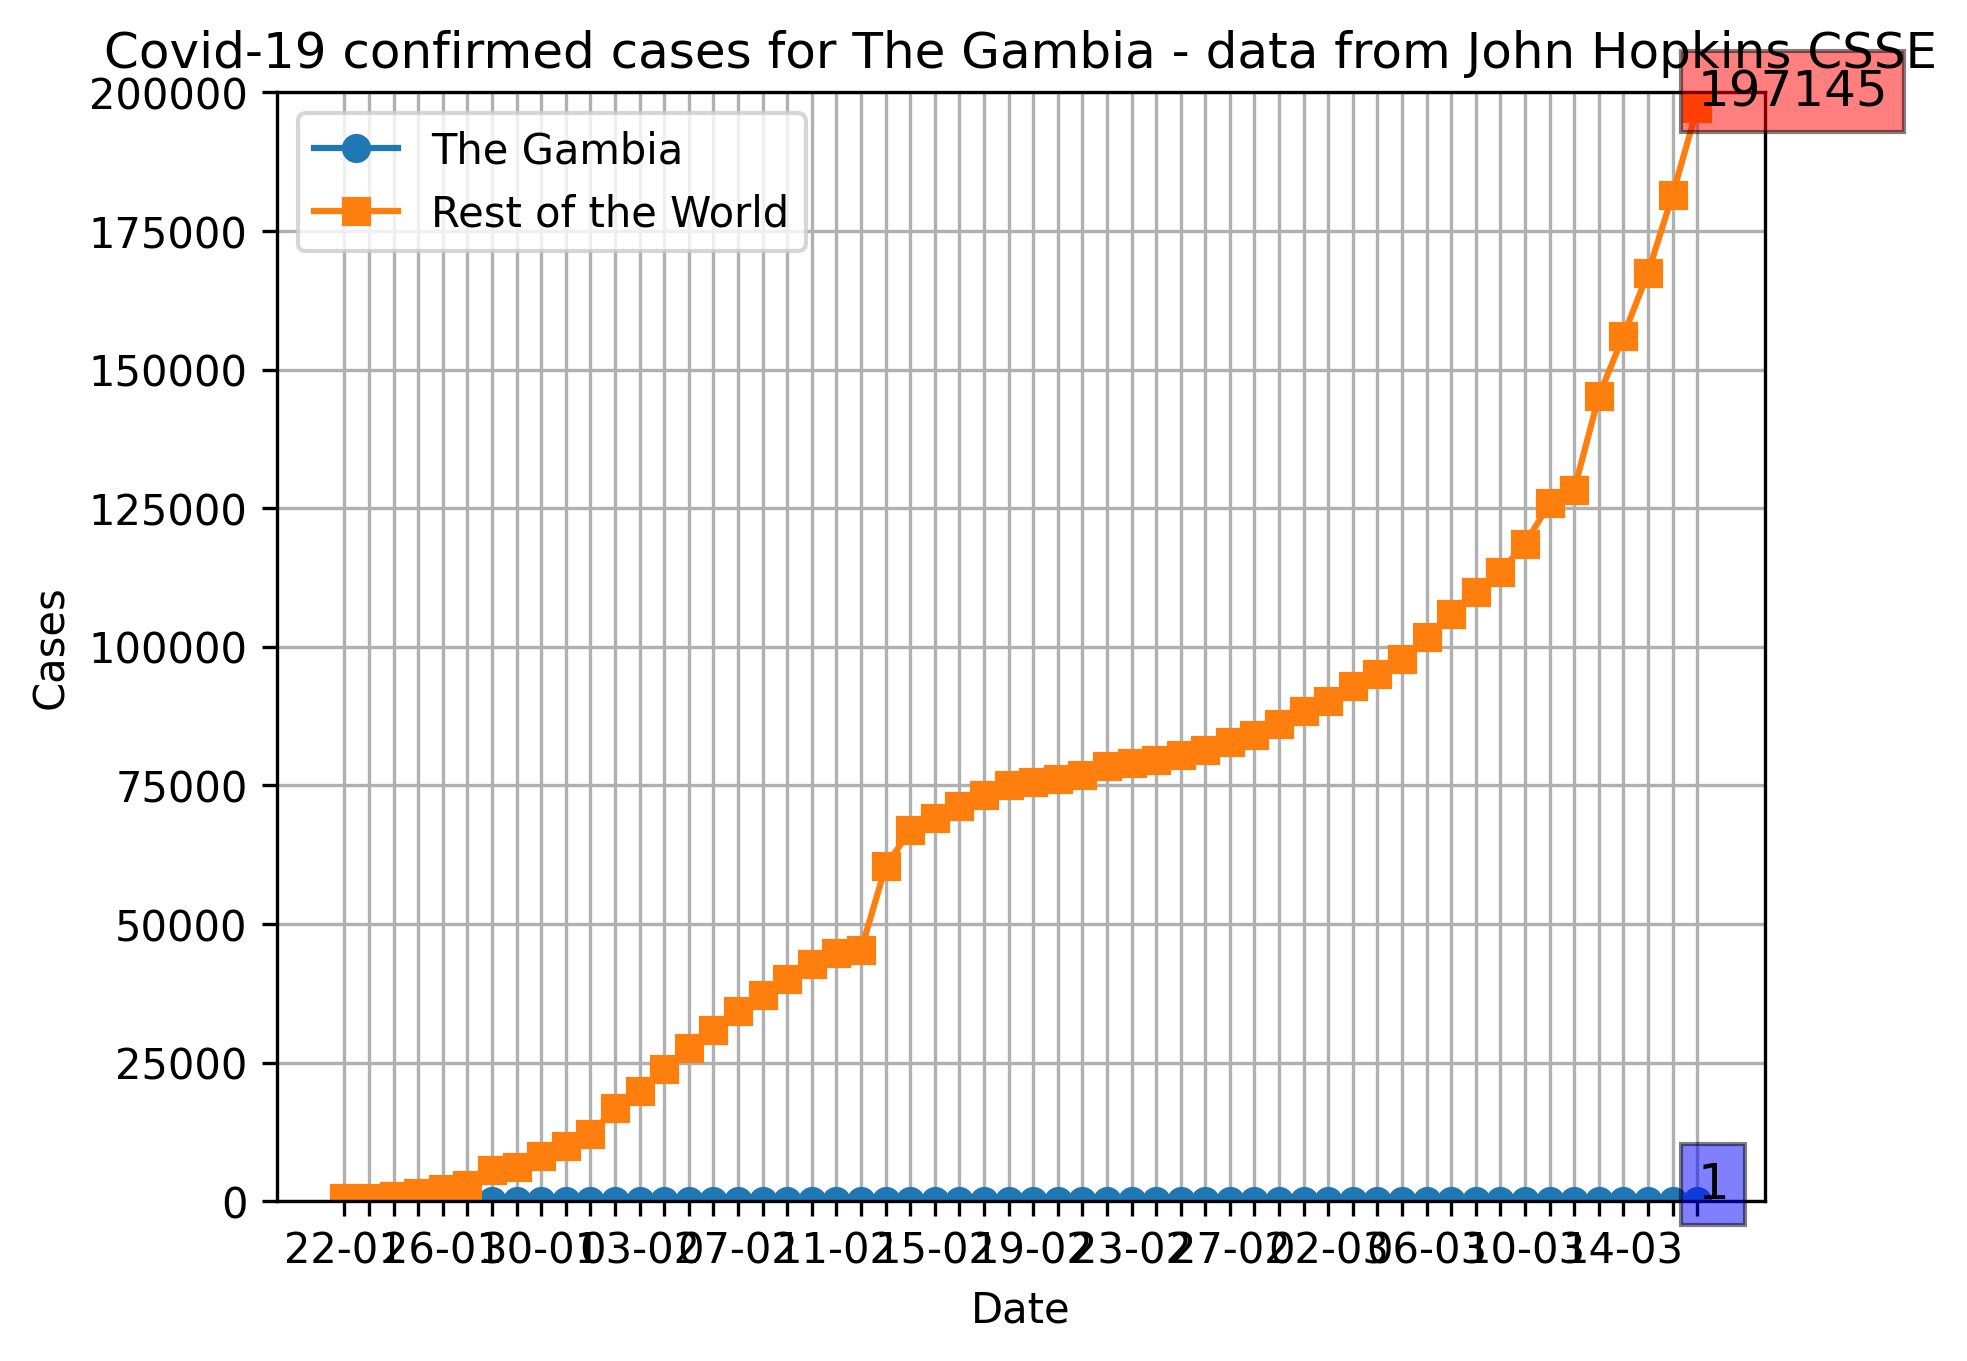 Covid-19 confirmed cases for The Gambia - data from John Hopkins CSSE
197145
200000
175000
150000
125000
100000
75000
50000
25000
0
The Gambia
Rest of the World
Cases
1
22-01 26-01 30-01 03-02 07-02 11-02 15-02 19-02 23-02 27-02 02-03 06-03 10-03 14-03
Date